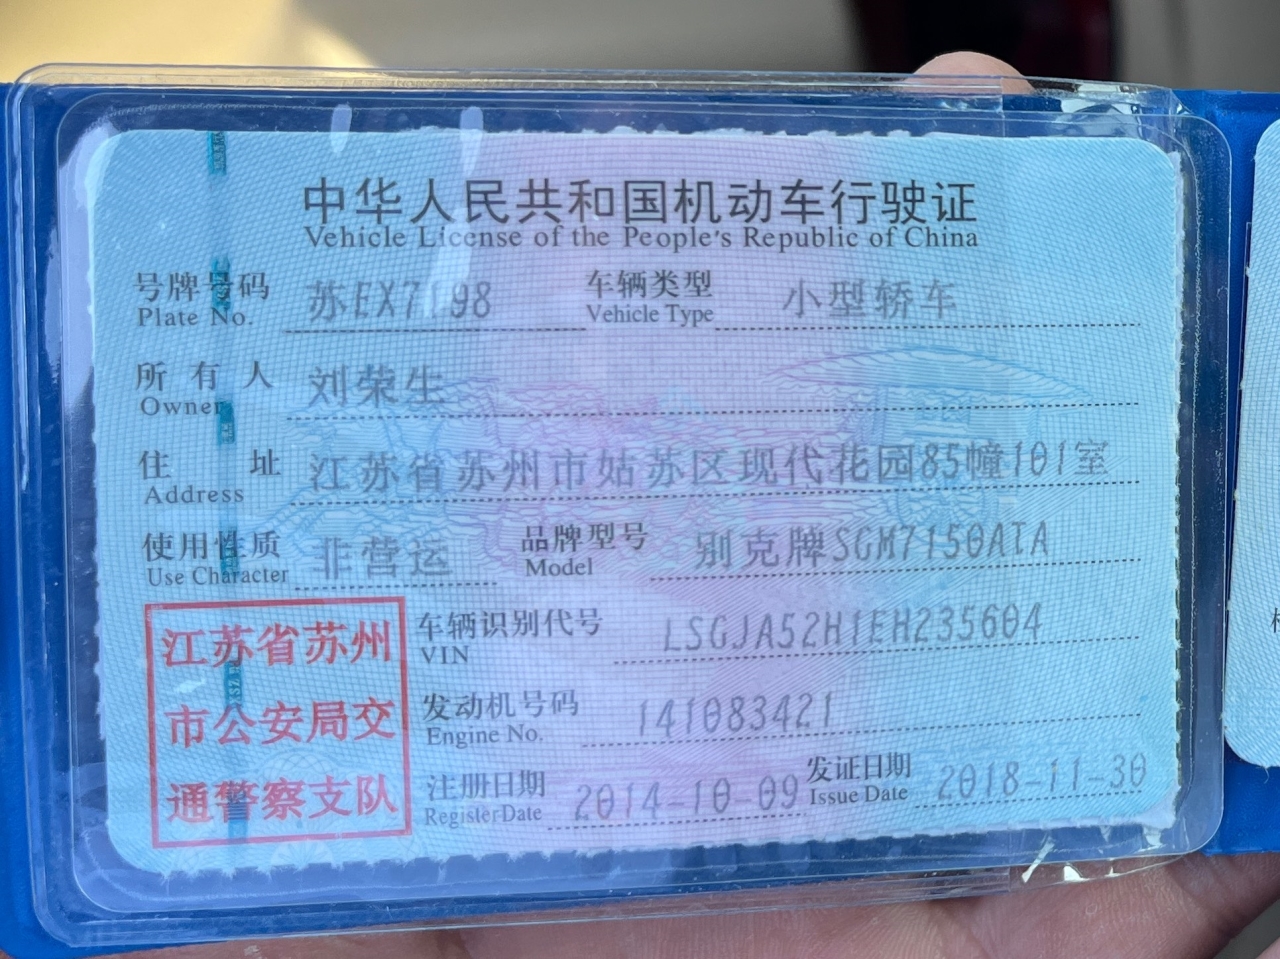 中华人民共和国机动车行驶证
Vehicle License of the People's Republic of China
号牌号码 车辆类型 小型轿车
Plate No. Vehicle Type
所有人 刘荣生
Owner
住址 江苏省苏州市姑苏区现代花园85幢101室
Address
使用性质 非营运 品牌型号 别克牌SGM7150ATA
Use Character Model
江苏省苏州
市公安局交
通警察支队
车辆识别代号 LSGJA52H1EH235604
VIN
发动机号码 141083421
Engine No.
注册日期 2014-10-09 发证日期 2018-11-30
Register Date Issue Date